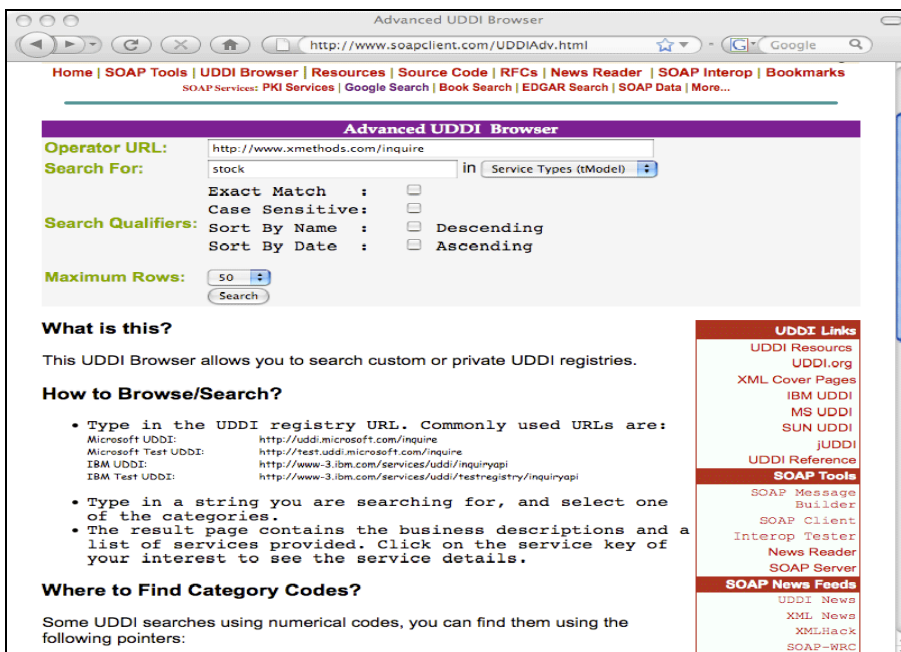 Advanced UDDI Browser
http://www.soapclient.com/UDDIAdv.html
G Google
Home | SOAP Tools | UDDI Browser | Resources | Source Code | RFCs | News Reader | SOAP Interop | Bookmarks
SOAP Services: PKI Services | Google Search | Book Search | EDGAR Search | SOAP Data | More...
Advanced UDDI Browser
Operator URL: http://www.xmethods.com/inquire
Search For: stock in Service Types (tModel)
Search Qualifiers:
Exact Match :
Case Sensitive:
Sort By Name : Descending
Sort By Date : Ascending
Maximum Rows: 50
Search
What is this?
This UDDI Browser allows you to search custom or private UDDI registries.
How to Browse/Search?
• Type in the UDDI registry URL. Commonly used URLs are:
Microsoft UDDI: http://uddi.microsoft.com/inquire
Microsoft Test UDDI: http://test.uddi.microsoft.com/inquire
IBM UDDI: http://www-3.ibm.com/services/uddi/inquiryapi
IBM Test UDDI: http://www-3.ibm.com/services/uddi/testregistry/inquiryapi
• Type in a string you are searching for, and select one
of the categories.
• The result page contains the business descriptions and a
list of services provided. Click on the service key of
your interest to see the service details.
Where to Find Category Codes?
Some UDDI searches using numerical codes, you can find them using the
following pointers:
UDDI Links
UDDI Resourcs
UDDI.org
XML Cover Pages
IBM UDDI
MS UDDI
SUN UDDI
jUDDI
UDDI Reference
SOAP Tools
SOAP Message
Builder
SOAP Client
Interop Tester
News Reader
SOAP Server
SOAP News Feeds
UDDI News
XML News
XMLHack
SOAP-WRC